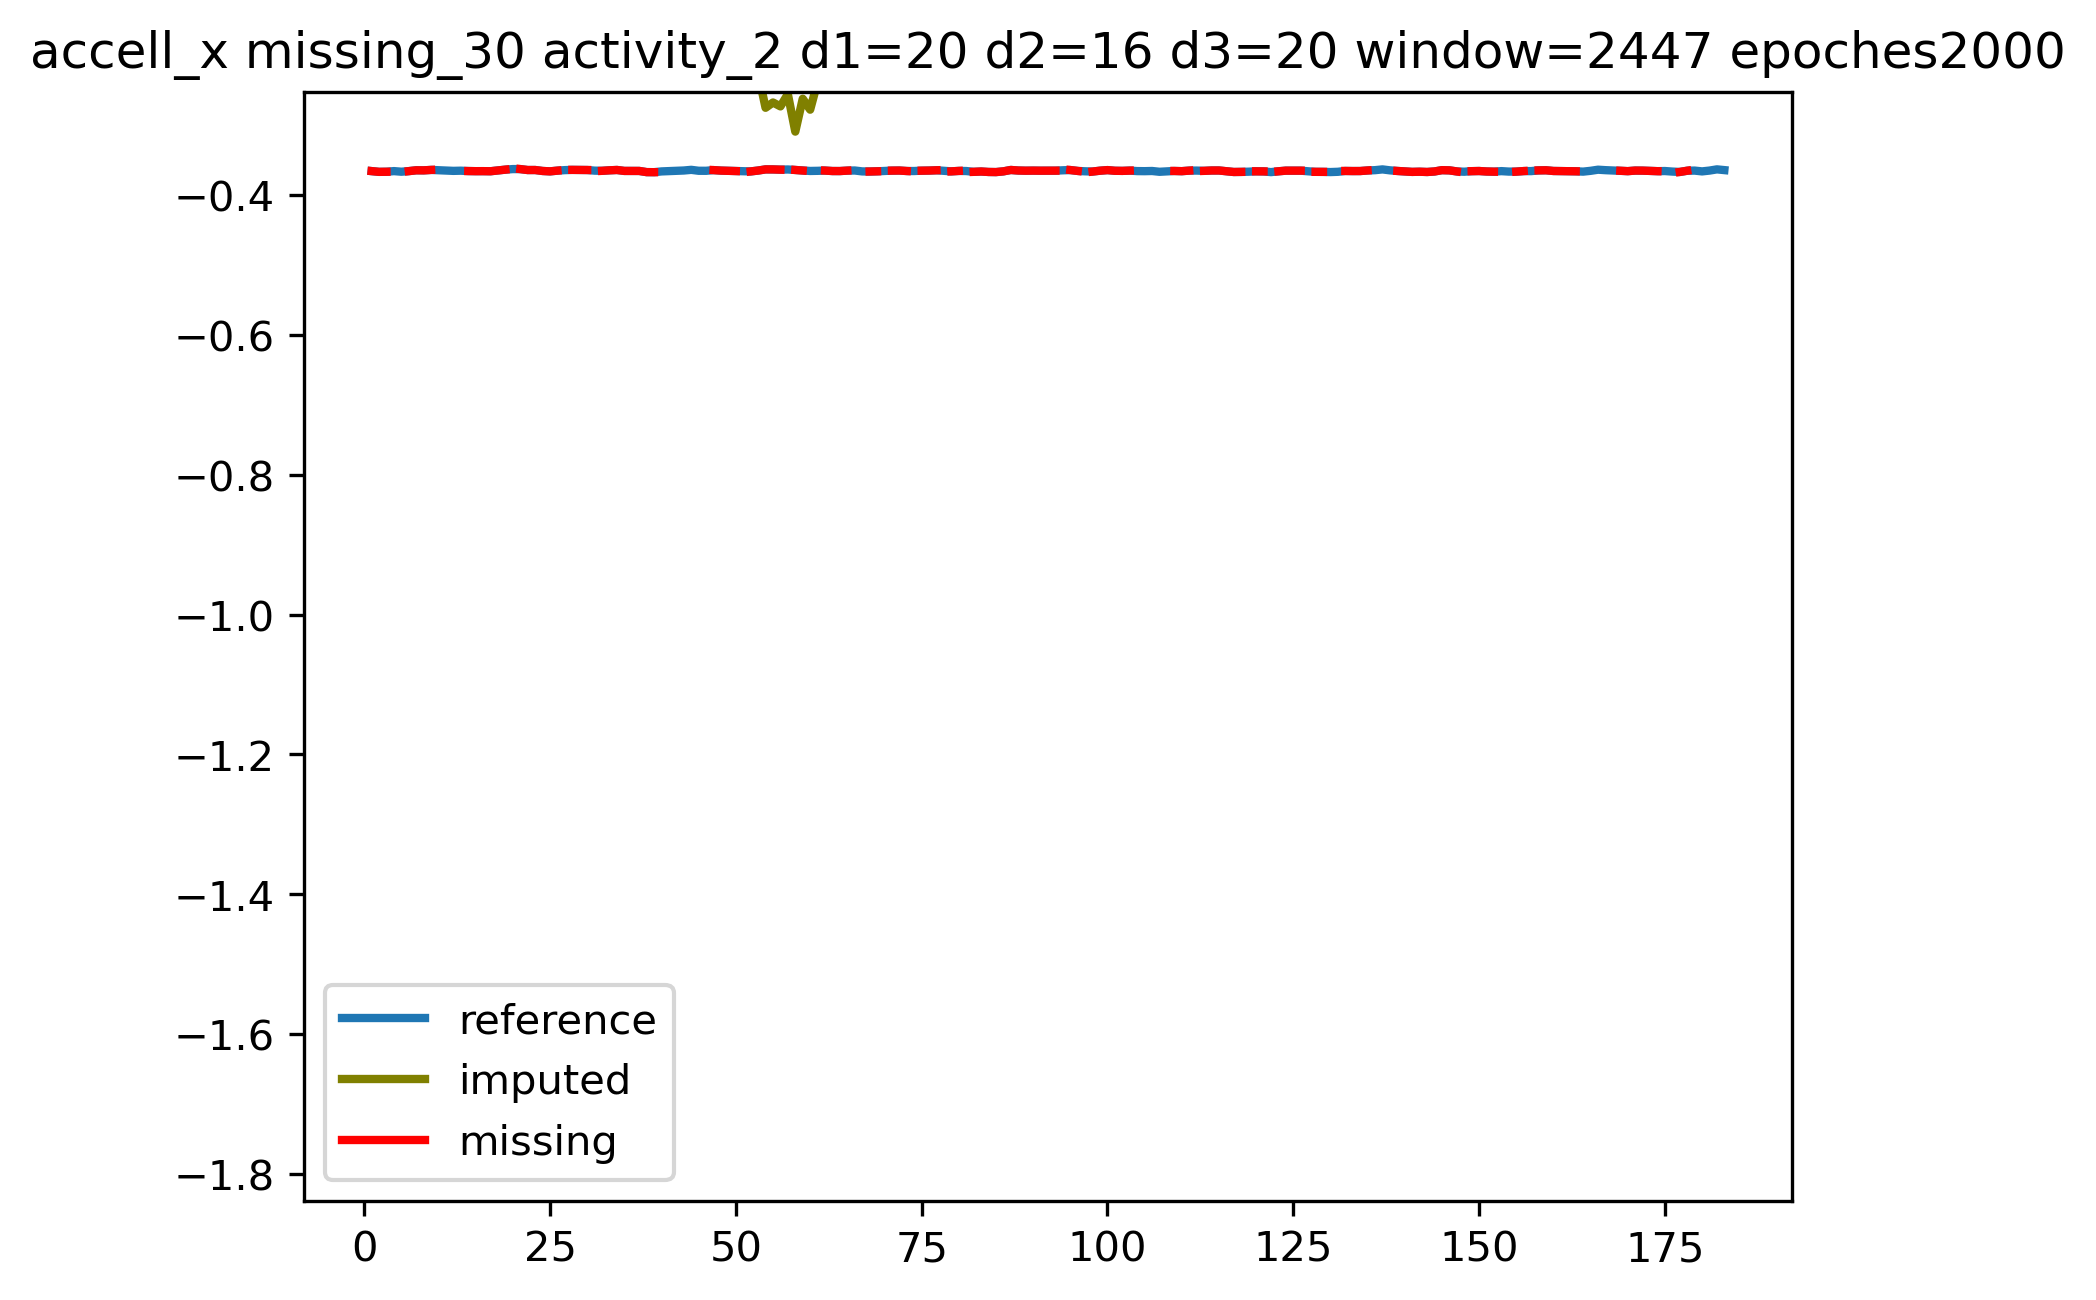 accell_x missing_30 activity_2 d1=20 d2=16 d3=20 window=2447 epoches2000
−0.4
−0.6
−0.8
−1.0
−1.2
−1.4
−1.6
−1.8
reference
imputed
missing
0 25 50 75 100 125 150 175